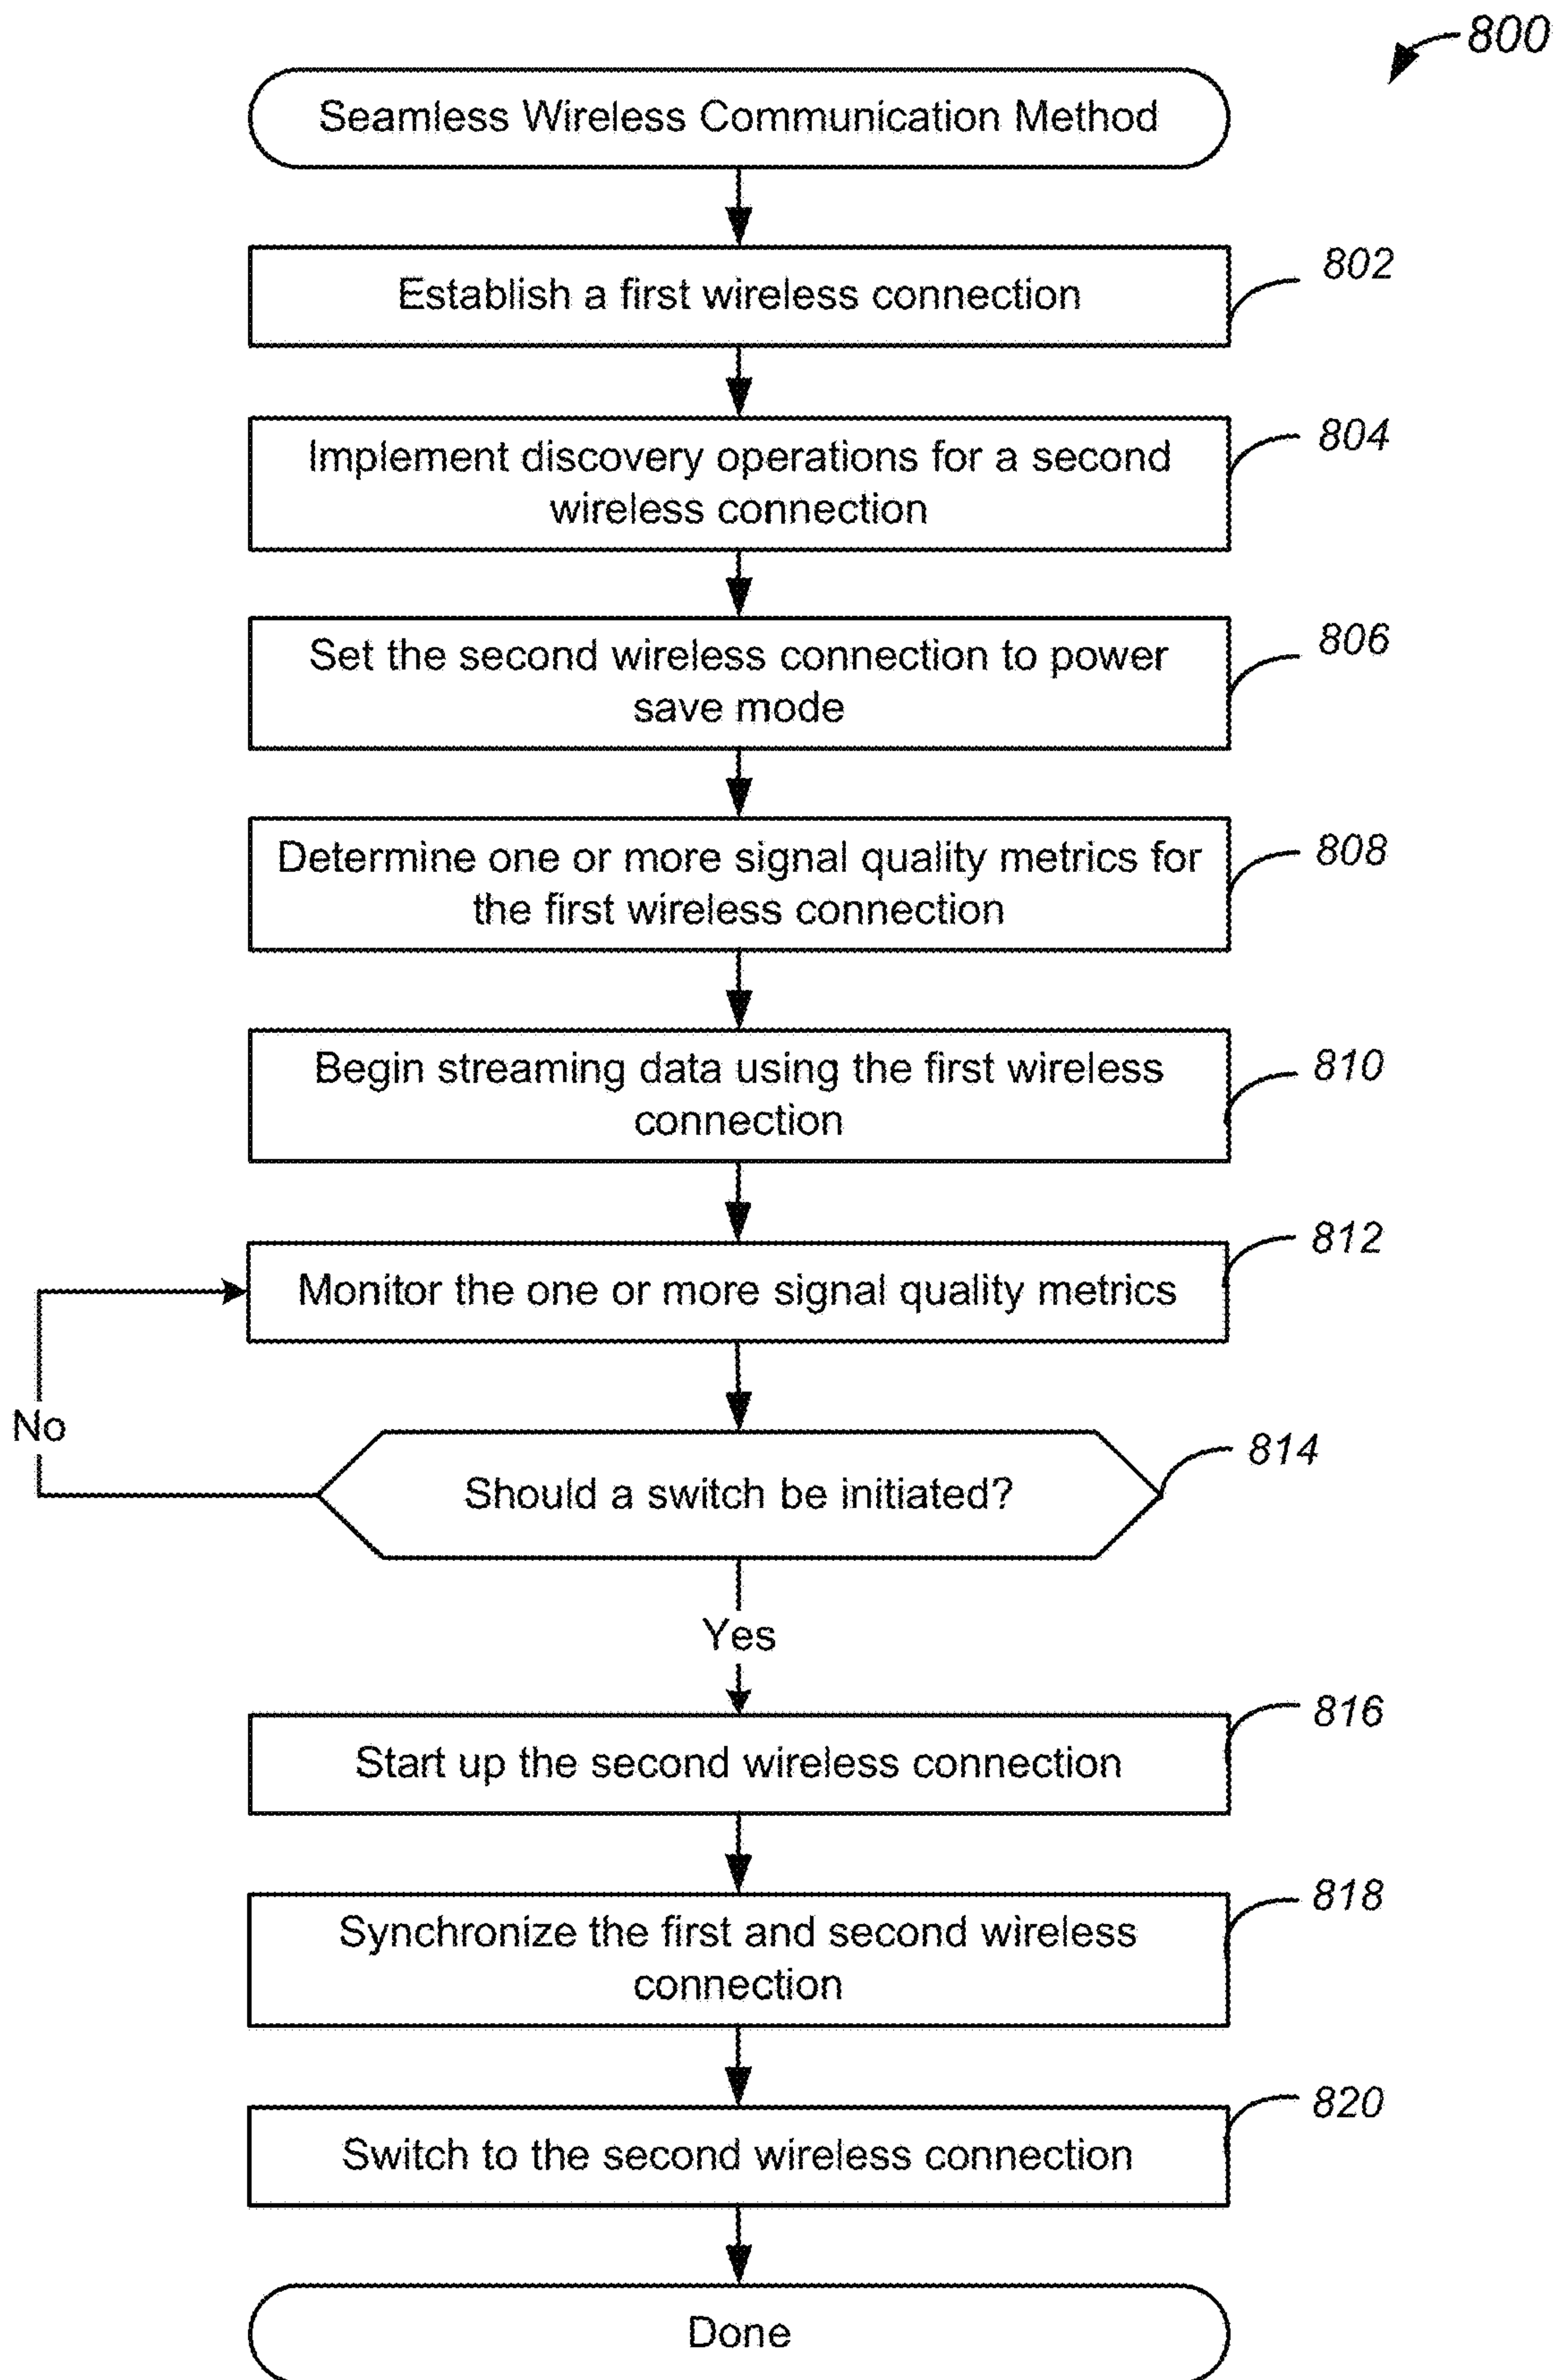 800
Seamless Wireless Communication Method
Establish a first wireless connection
802
Implement discovery operations for a second
wireless connection
804
Set the second wireless connection to power
save mode
806
Determine one or more signal quality metrics for
the first wireless connection
808
Begin streaming data using the first wireless
connection
810
Monitor the one or more signal quality metrics
812
No
Should a switch be initiated?
814
Yes
Start up the second wireless connection
816
Synchronize the first and second wireless
connection
818
Switch to the second wireless connection
820
Done